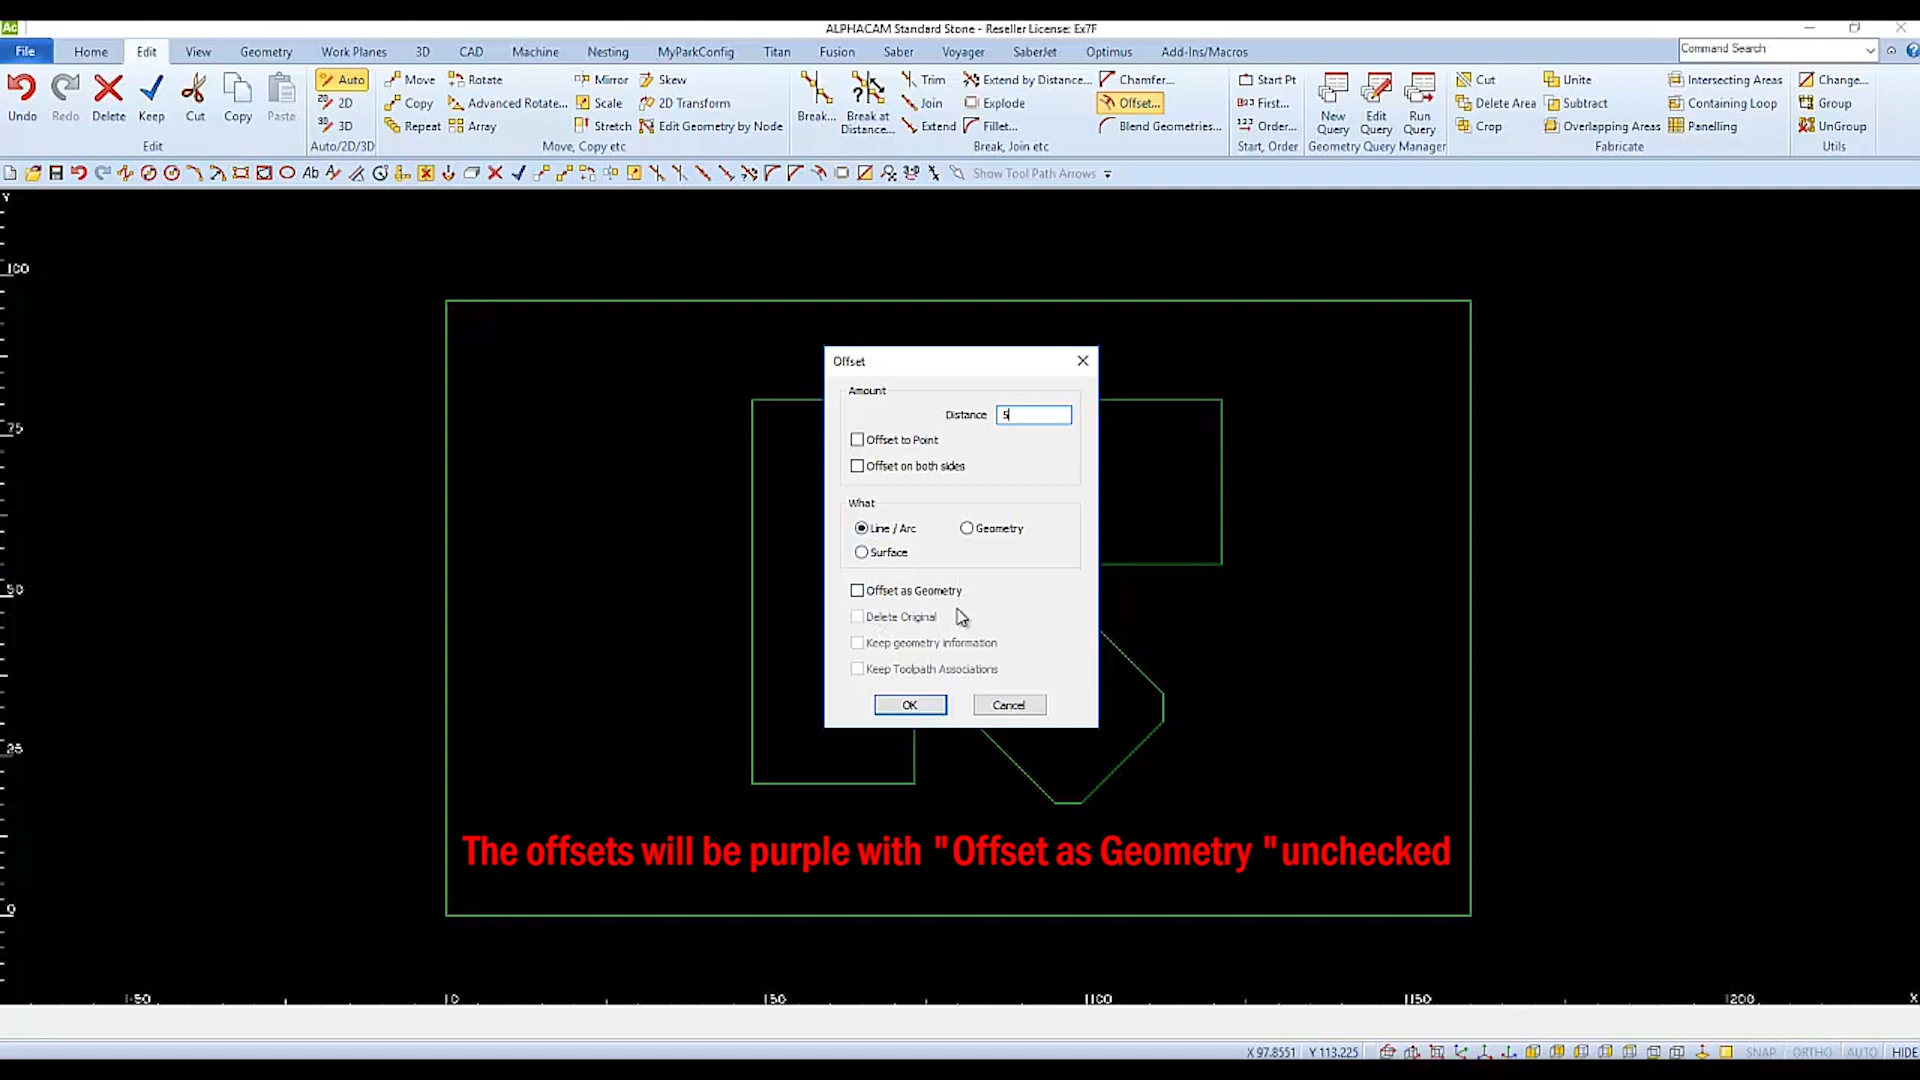 ALPHACAM Standard Stone - Reseller License: Ex7F
File Home Edit View Geometry Work Planes 3D CAD Machine Nesting MyParkConfig Titan Fusion Saber Voyager SaberJet Optimus Add-Ins/Macros Command Search
Auto Move Rotate Mirror Skew Trim Extend by Distance... Chamfer... Start Pt Cut Unite Intersecting Areas Change...
2D Copy Advanced Rotate... Scale 2D Transform Join Explode Offset... First... Delete Area Subtract Containing Loop Group
Undo Redo Delete Keep Cut Copy Paste 3D Repeat Array Stretch Edit Geometry by Node Break... Break at Distance... Extend Fillet... Blend Geometries... Order... New Query Edit Query Run Query Crop Overlapping Areas Panelling UnGroup
Edit Auto/2D/3D Move, Copy etc Break, Join etc Start, Order Geometry Query Manager Fabricate Utils
Show Tool Path Arrows
Y
100
75
50
25
0
Offset
Amount
Distance 5
Offset to Point
Offset on both sides
What
Line / Arc Geometry
Surface
Offset as Geometry
Delete Original
Keep geometry information
Keep Toolpath Associations
OK Cancel
The offsets will be purple with "Offset as Geometry "unchecked
-50 0 50 100 150 200 X
X 97.8551 Y 113.225 SNAP ORTHO AUTO HIDE